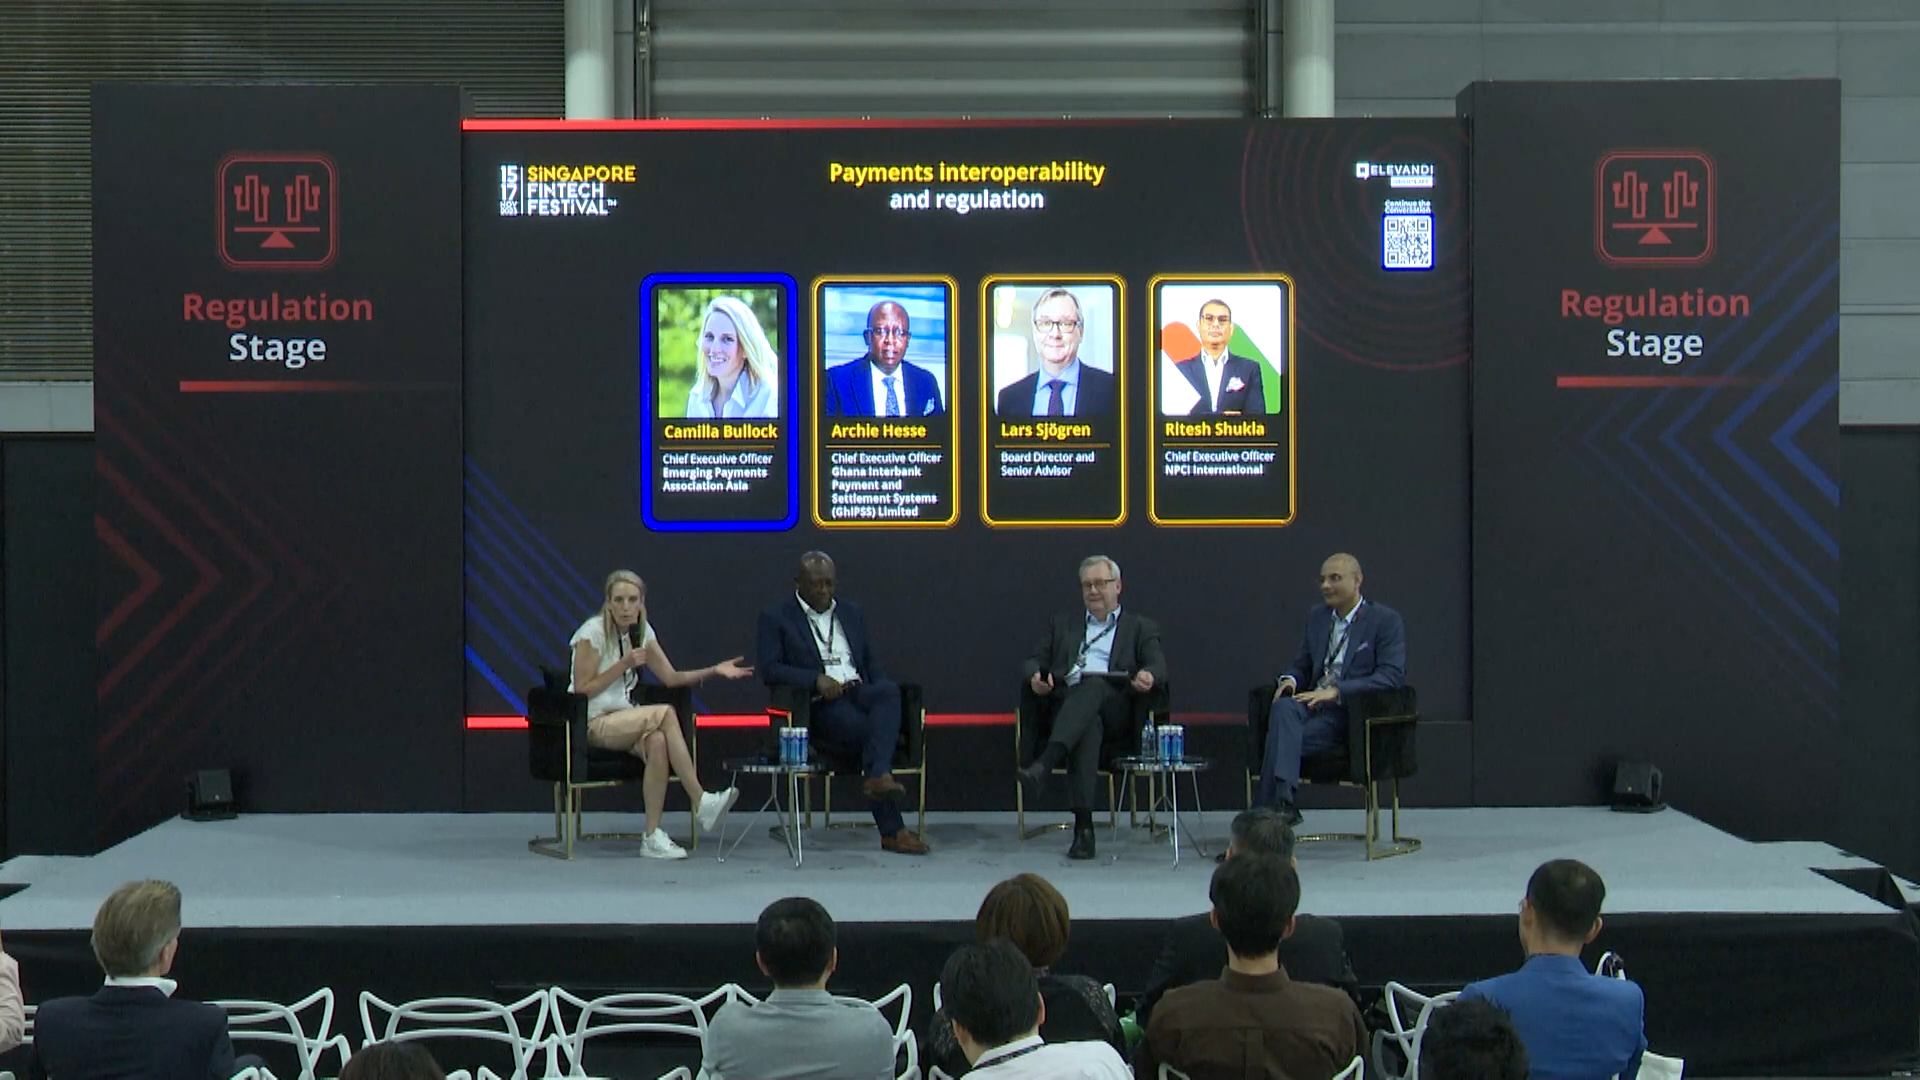 15
17
NOV
2023
SiNGAPORE
FiNTECH
FESTiVAL™
Payments interoperability
and regulation
ELEVANDI
Continue the
Conversation
Regulation
Stage
Camilla Bullock
Chief Executive Officer
Emerging Payments
Association Asia
Archie Hesse
Chief Executive Officer
Ghana Interbank
Payment and
Settlement Systems
(GhIPSS) Limited
Lars Sjögren
Board Director and
Senior Advisor
Ritesh Shukla
Chief Executive Officer
NPCI International
Regulation
Stage